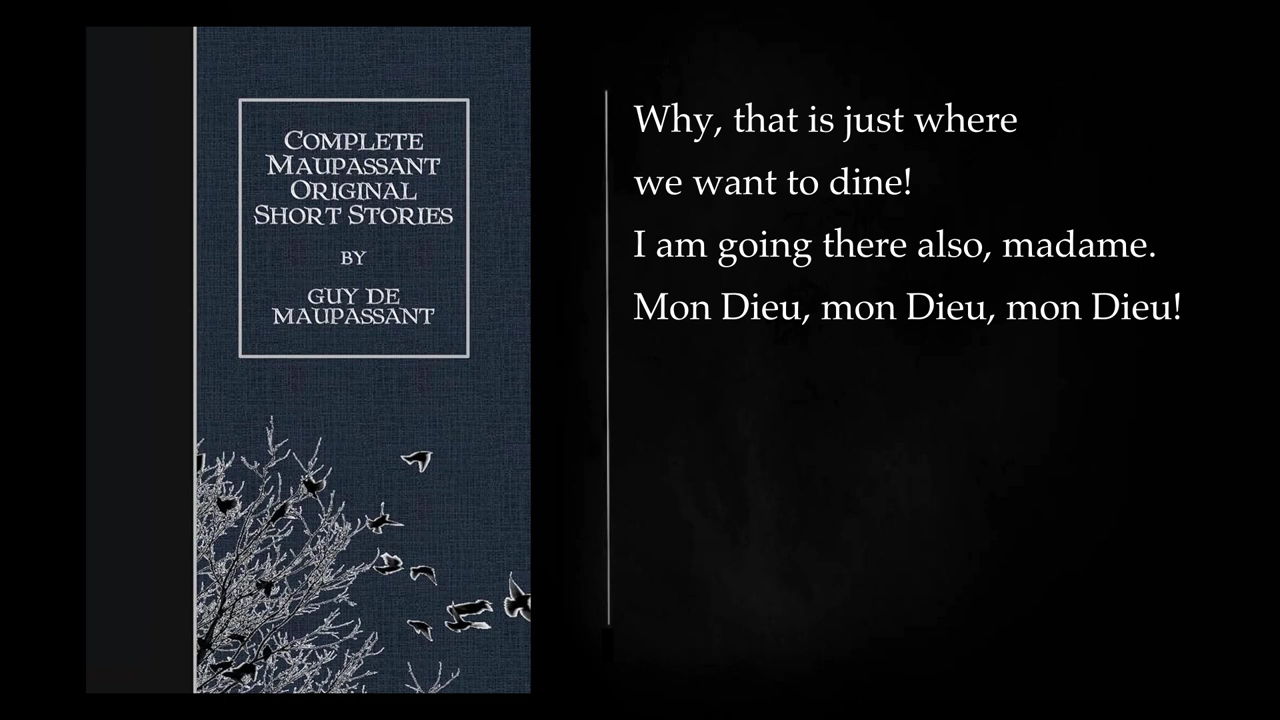 COMPLETE
MAUPASSANT
ORIGINAL
SHORT STORIES
BY
GUY DE
MAUPASSANT
Why, that is just where
we want to dine!
I am going there also, madame.
Mon Dieu, mon Dieu, mon Dieu!